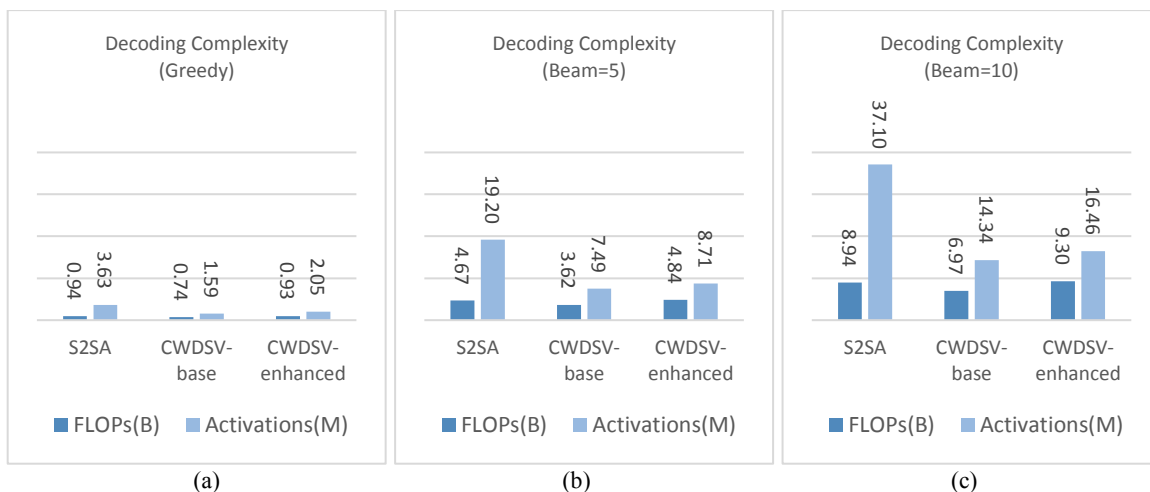 Decoding Complexity
(Greedy)
0.94
3.63
0.74
1.59
0.93
2.05
S2SA
CWDSV-
base
CWDSV-
enhanced
FLOPs(B)
Activations(M)
(a)
Decoding Complexity
(Beam=5)
4.67
19.20
3.62
7.49
4.84
8.71
S2SA
CWDSV-
base
CWDSV-
enhanced
FLOPs(B)
Activations(M)
(b)
Decoding Complexity
(Beam=10)
8.94
37.10
6.97
14.34
9.30
16.46
S2SA
CWDSV-
base
CWDSV-
enhanced
FLOPs(B)
Activations(M)
(c)